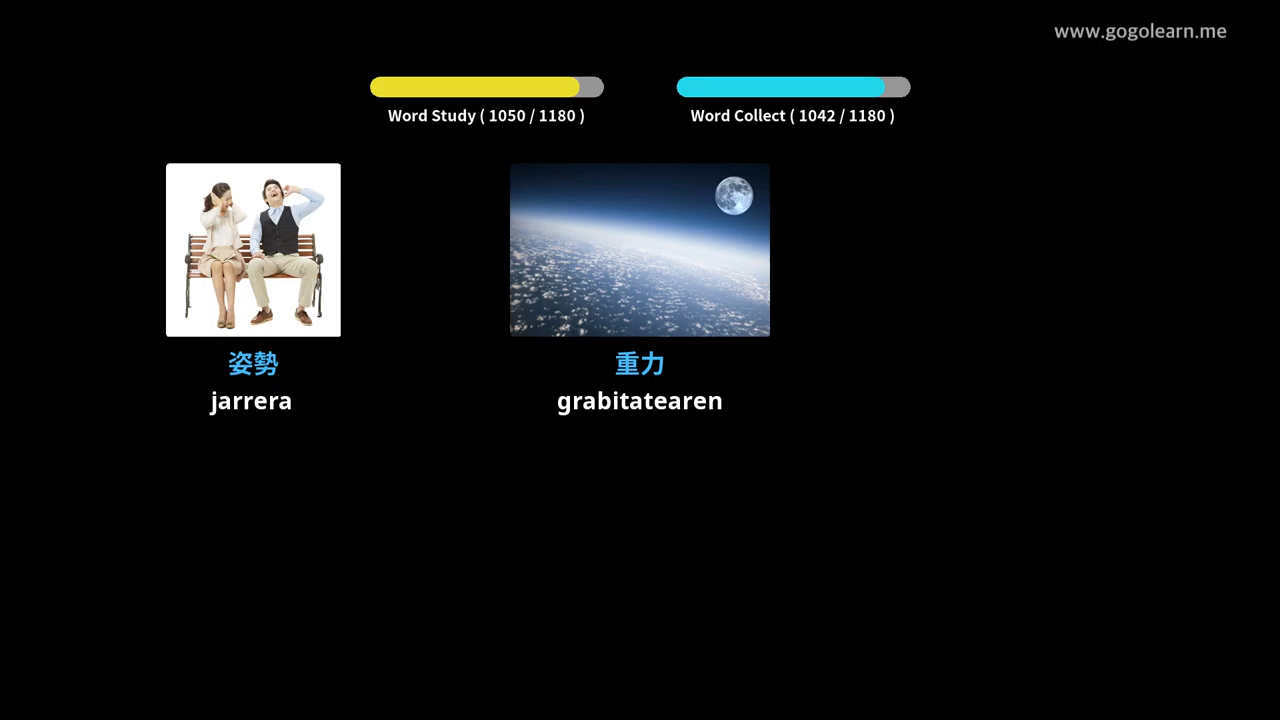 www.gogolearn.me
Word Study ( 1050 / 1180 )
Word Collect ( 1042 / 1180 )
姿勢
jarrera
重力
grabitatearen